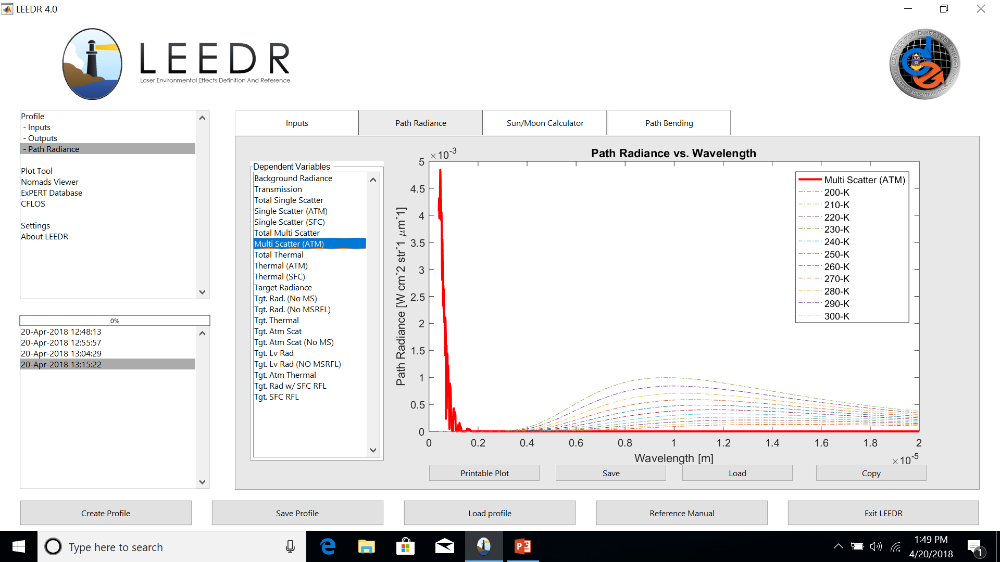 LEEDR 4.0
LEEDR
Laser Environmental Effects Definition And Reference
CENTER FOR DIRECTED ENERGY
RESEARCH EDUCATION INNOVATION
Profile
- Inputs
- Outputs
- Path Radiance
Plot Tool
Nomads Viewer
ExPERT Database
CFLOS
Settings
About LEEDR
0%
20-Apr-2018 12:48:13
20-Apr-2018 12:55:57
20-Apr-2018 13:04:29
20-Apr-2018 13:15:22
Inputs
Path Radiance
Sun/Moon Calculator
Path Bending
Dependent Variables
Background Radiance
Transmission
Total Single Scatter
Single Scatter (ATM)
Single Scatter (SFC)
Total Multi Scatter
Multi Scatter (ATM)
Total Thermal
Thermal (ATM)
Thermal (SFC)
Target Radiance
Tgt. Rad. (No MS)
Tgt. Rad. (No MSRFL)
Tgt. Thermal
Tgt. Atm Scat
Tgt. Atm Scat (No MS)
Tgt. Lv Rad
Tgt. Lv Rad (NO MSRFL)
Tgt. Atm Thermal
Tgt. Rad w/ SFC RFL
Tgt. SFC RFL
Path Radiance vs. Wavelength
×10⁻³
5
4.5
4
3.5
3
2.5
2
1.5
1
0.5
0
Path Radiance [W cm⁻2 str⁻1 μm⁻1]
Multi Scatter (ATM)
200-K
210-K
220-K
230-K
240-K
250-K
260-K
270-K
280-K
290-K
300-K
0 0.2 0.4 0.6 0.8 1 1.2 1.4 1.6 1.8 2
Wavelength [m]
×10⁻⁵
Printable Plot
Save
Load
Copy
Create Profile
Save Profile
Load profile
Reference Manual
Exit LEEDR
Type here to search
1:49 PM
4/20/2018
1